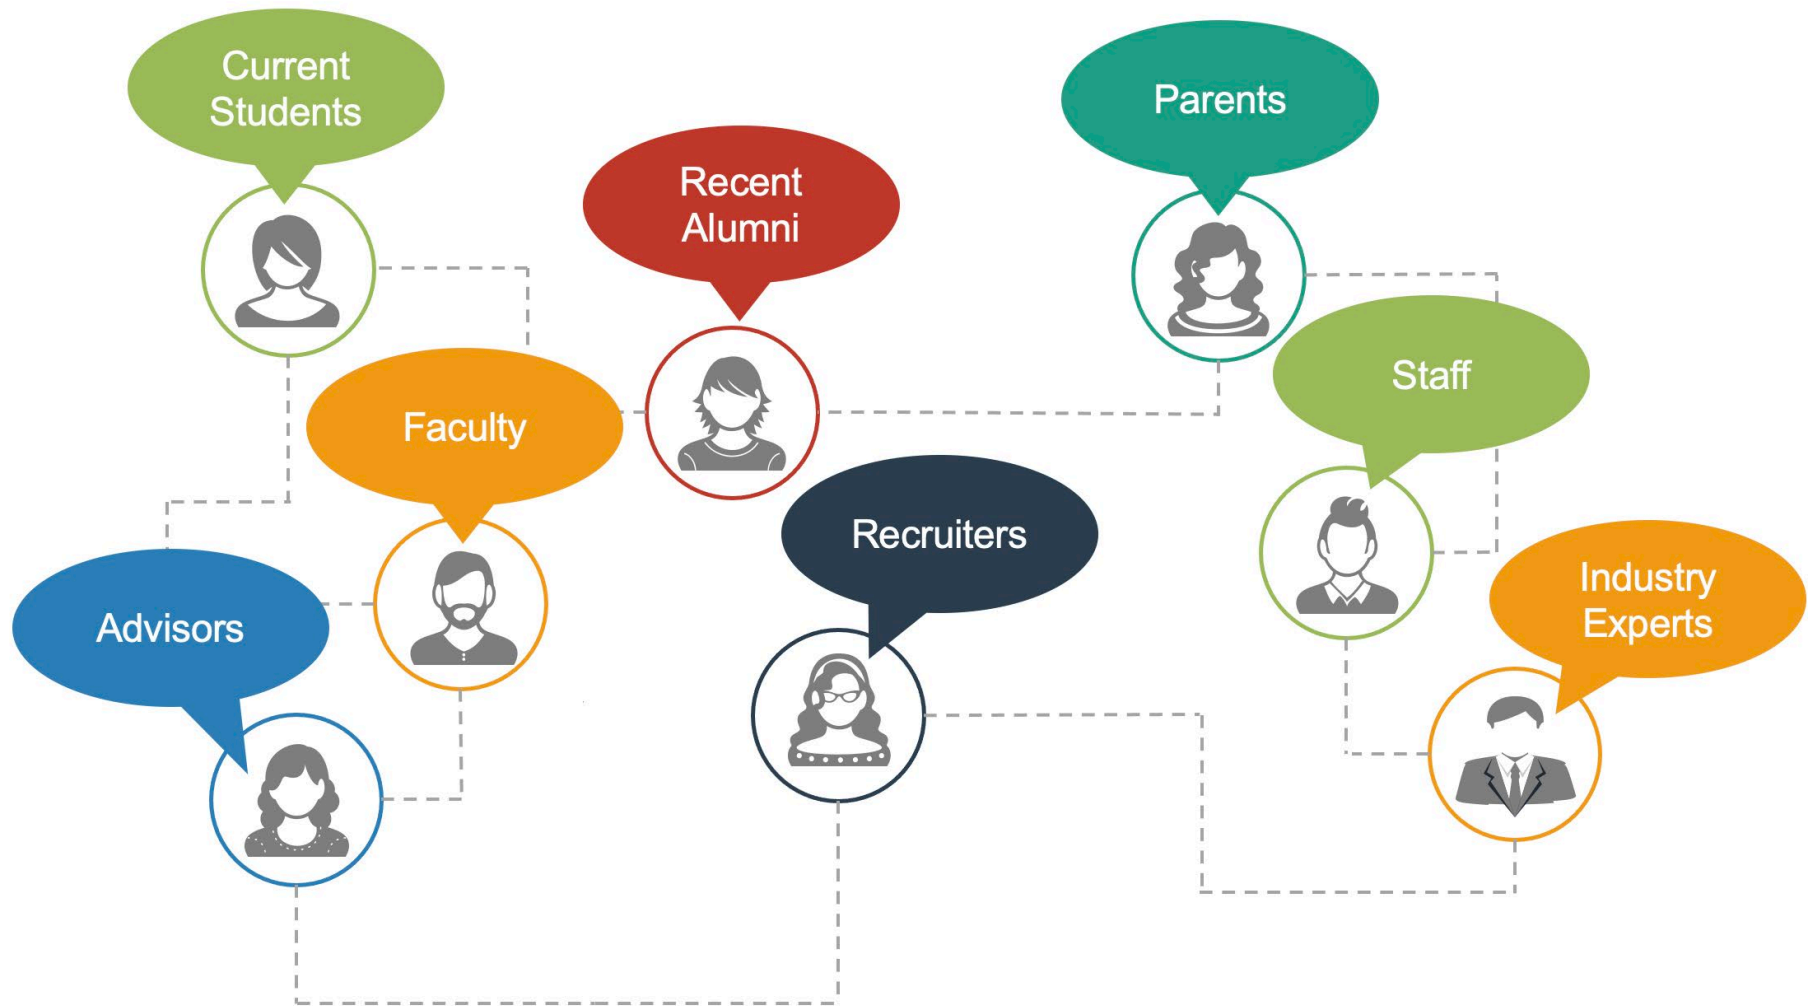 Current
Students
Parents
Recent
Alumni
Staff
Faculty
Recruiters
Industry
Experts
Advisors